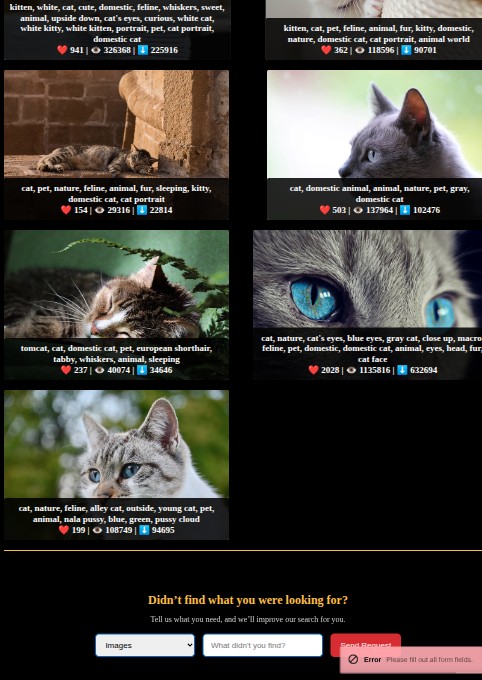 kitten, white, cat, cute, domestic, feline, whiskers, sweet,
animal, upside down, cat's eyes, curious, white cat,
white kitty, white kitten, portrait, pet, cat portrait,
domestic cat
❤️ 941 | 👁️ 326368 | ⬇️ 225916
kitten, cat, pet, feline, animal, fur, kitty, domestic,
nature, domestic cat, cat portrait, animal world
❤️ 362 | 👁️ 118596 | ⬇️ 90701
cat, pet, nature, feline, animal, fur, sleeping, kitty,
domestic cat, cat portrait
❤️ 154 | 👁️ 29316 | ⬇️ 22814
cat, domestic animal, animal, nature, pet, gray,
domestic cat
❤️ 503 | 👁️ 137964 | ⬇️ 102476
tomcat, cat, domestic cat, pet, european shorthair,
tabby, whiskers, animal, sleeping
❤️ 237 | 👁️ 40074 | ⬇️ 34646
cat, nature, cat's eyes, blue eyes, gray cat, close up, macro
feline, pet, domestic, domestic cat, animal, eyes, head, fur,
cat face
❤️ 2028 | 👁️ 1135816 | ⬇️ 632694
cat, nature, feline, alley cat, outside, young cat, pet,
animal, nala pussy, blue, green, pussy cloud
❤️ 199 | 👁️ 108749 | ⬇️ 94695
Didn’t find what you were looking for?
Tell us what you need, and we’ll improve our search for you.
Images
What didn't you find?
Send Request
Error Please fill out all form fields.